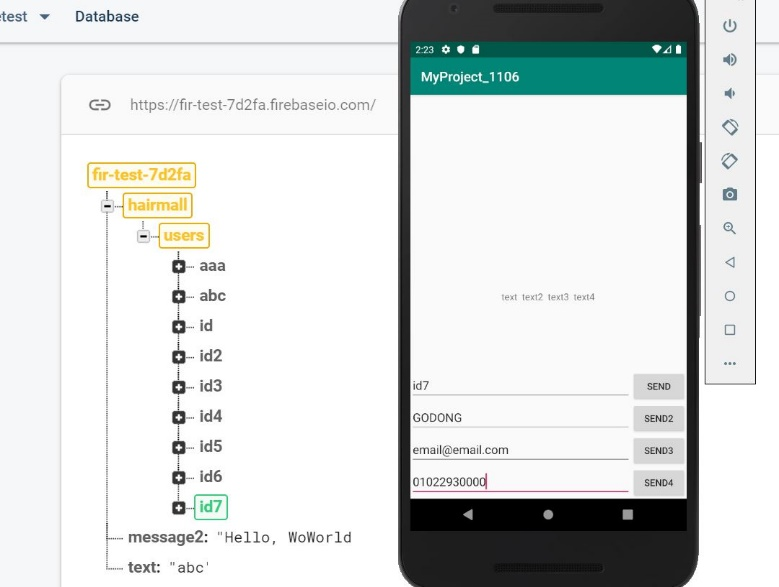 etest Database
https://fir-test-7d2fa.firebaseio.com/
fir-test-7d2fa
hairmall
users
aaa
abc
id
id2
id3
id4
id5
id6
id7
message2: "Hello, WoWorld
text: "abc'
2:23
MyProject_1106
text text2 text3 text4
id7 SEND
GODONG SEND2
email@email.com SEND3
01022930000 SEND4